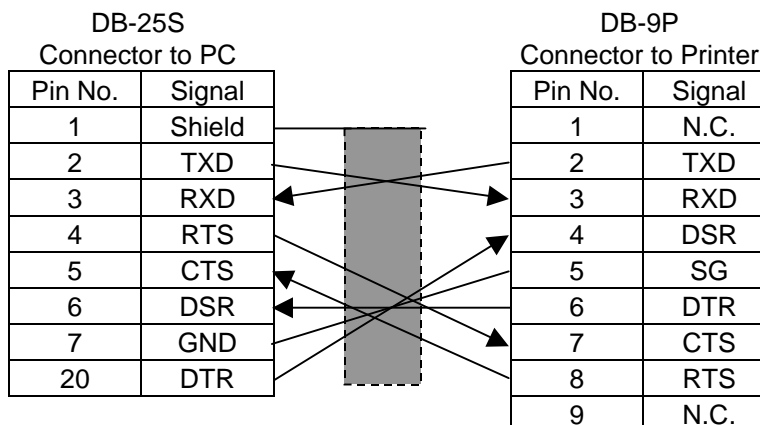 DB-25S
Connector to PC
Pin No. Signal
1 Shield
2 TXD
3 RXD
4 RTS
5 CTS
6 DSR
7 GND
20 DTR
DB-9P
Connector to Printer
Pin No. Signal
1 N.C.
2 TXD
3 RXD
4 DSR
5 SG
6 DTR
7 CTS
8 RTS
9 N.C.